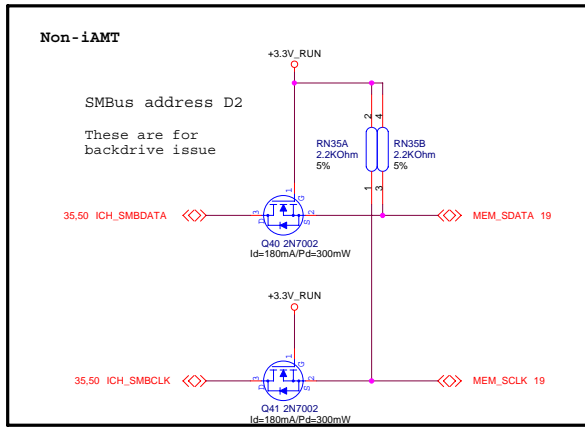 Non-iAMT
+3.3V_RUN
SMBus address D2
These are for
backdrive issue
2 4
RN35A RN35B
2.2KOhm 2.2KOhm
5% 5%
1 3
1
G
35,50 ICH_SMBDATA 3 2 MEM_SDATA 19
D S
Q40 2N7002
Id=180mA/Pd=300mW
+3.3V_RUN
1
G
35,50 ICH_SMBCLK 3 2 MEM_SCLK 19
D S
Q41 2N7002
Id=180mA/Pd=300mW